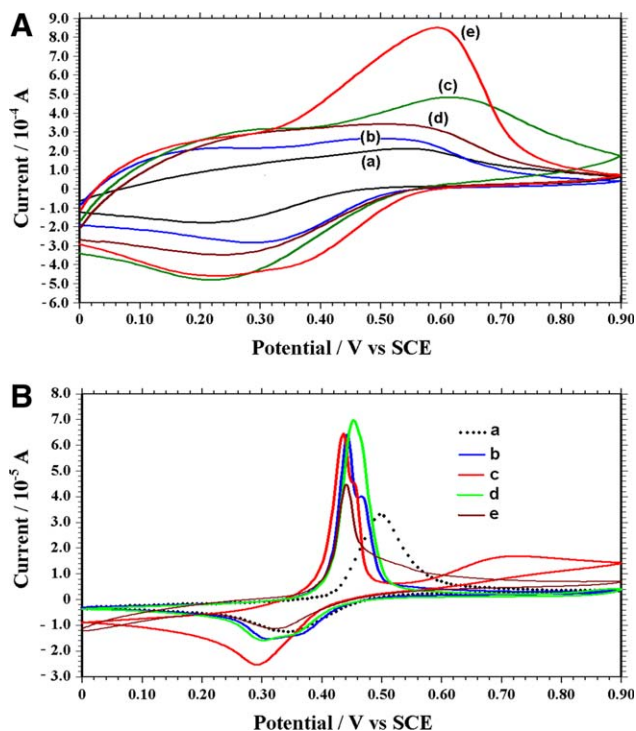 A
9.0
8.0
7.0
6.0
5.0
4.0
3.0
2.0
1.0
0
- 1.0
- 2.0
- 3.0
- 4.0
- 5.0
- 6.0
Current / 10⁻⁴ A
(e)
(c)
(d)
(b)
(a)
0 0.10 0.20 0.30 0.40 0.50 0.60 0.70 0.80 0.90
Potential / V vs SCE
B
8.0
7.0
6.0
5.0
4.0
3.0
2.0
1.0
0
-1.0
-2.0
-3.0
Current / 10⁻⁵ A
a
b
c
d
e
0 0.10 0.20 0.30 0.40 0.50 0.60 0.70 0.80 0.90
Potential / V vs SCE